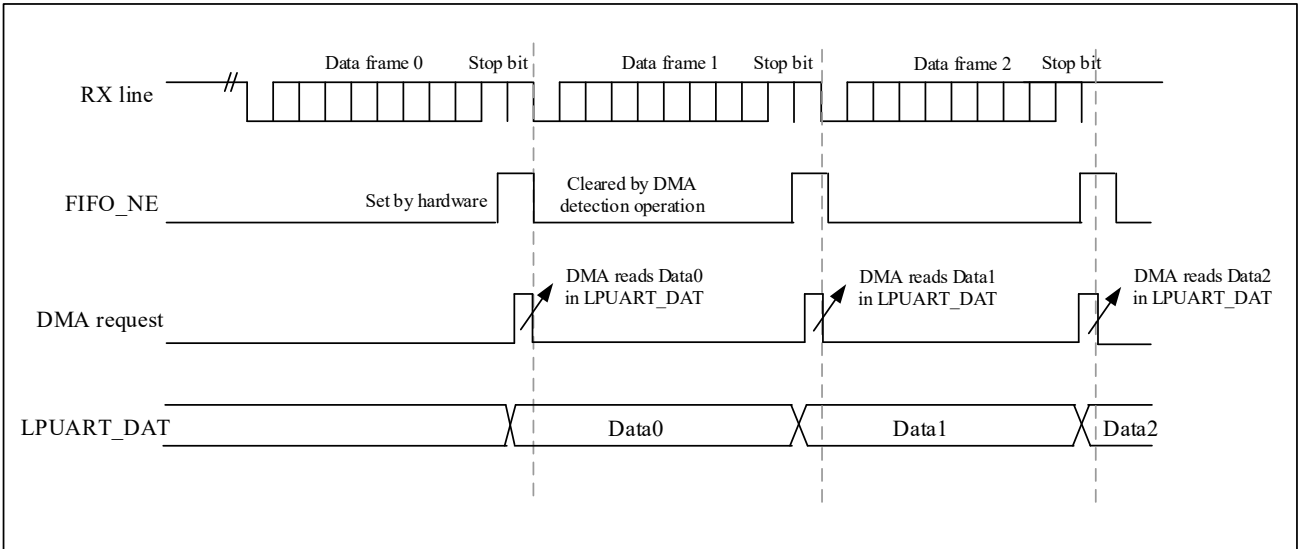 Data frame 0
Stop bit
Data frame 1
Stop bit
Data frame 2
Stop bit
RX line
FIFO_NE
Set by hardware
Cleared by DMA
detection operation
DMA request
DMA reads Data0
in LPUART_DAT
DMA reads Data1
in LPUART_DAT
DMA reads Data2
in LPUART_DAT
LPUART_DAT
Data0
Data1
Data2